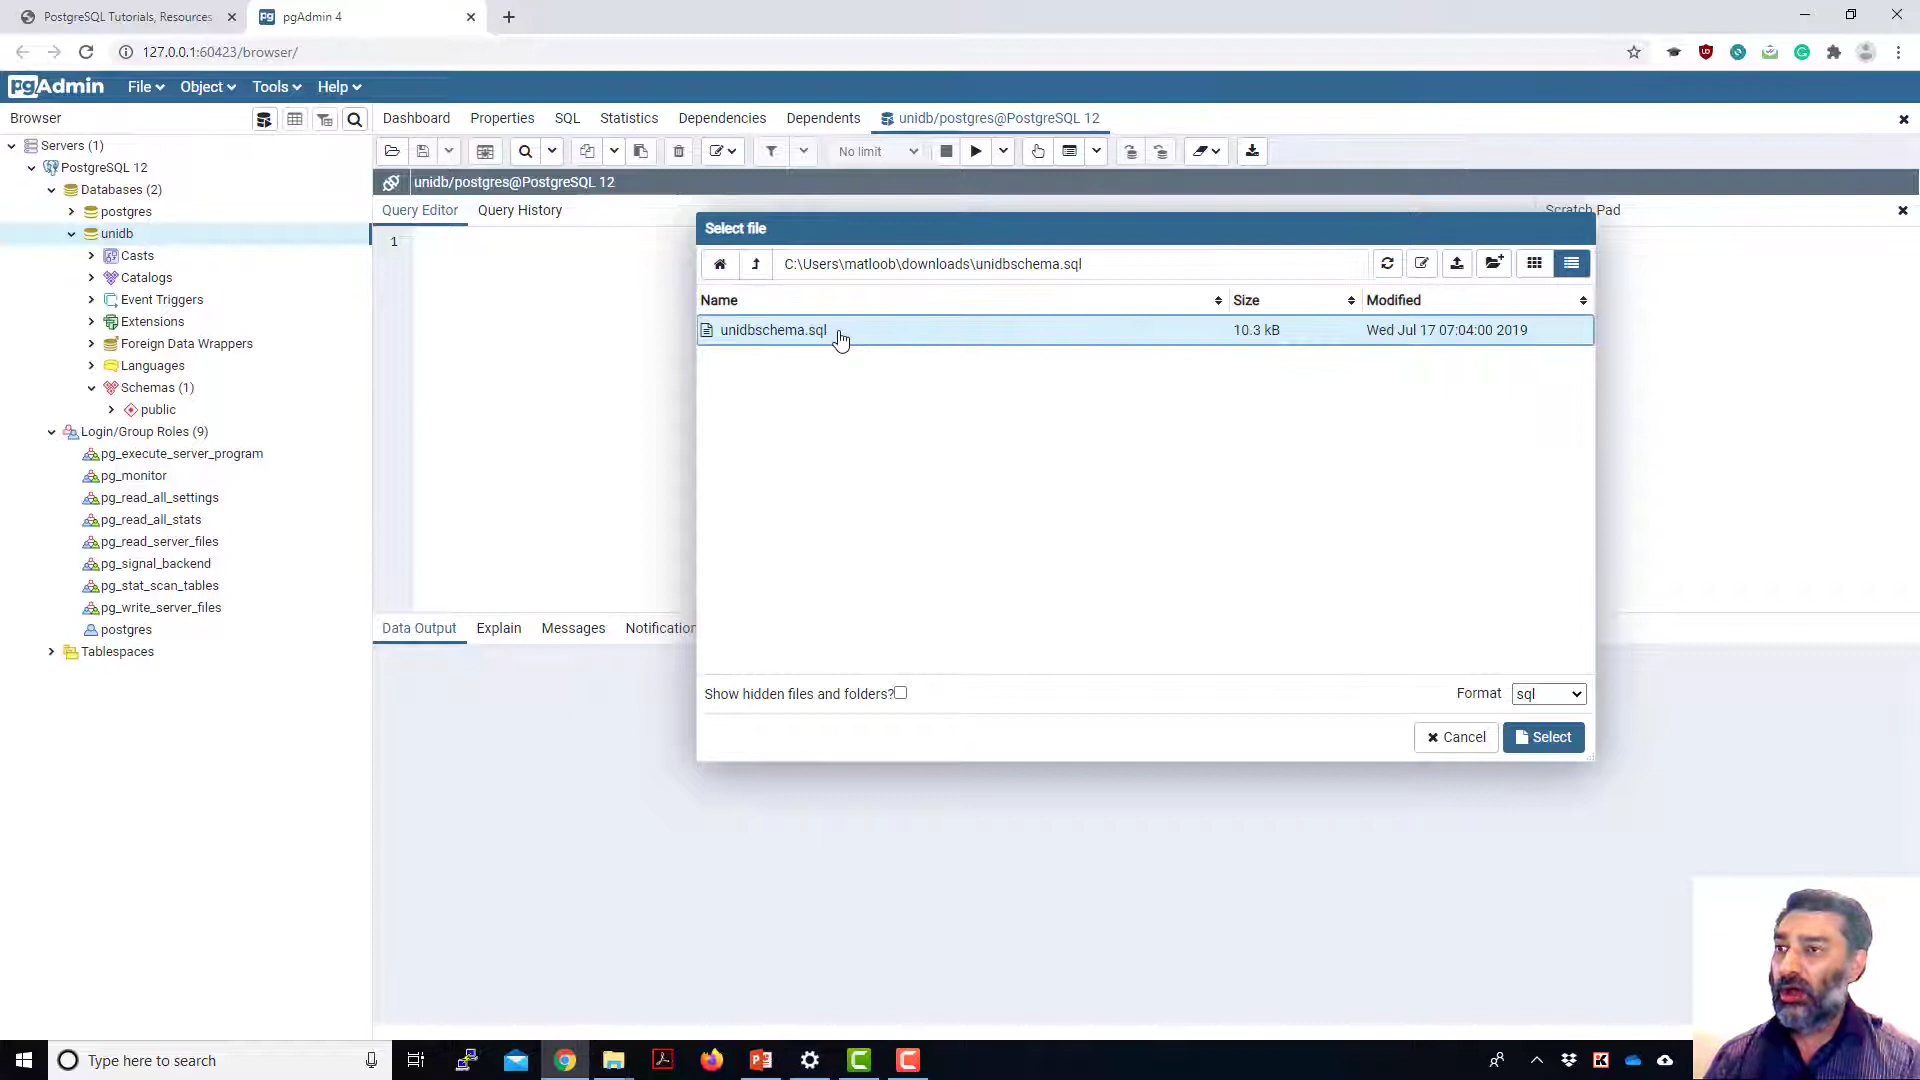 PostgreSQL Tutorials, Resources
pgAdmin 4
127.0.0.1:60423/browser/
pgAdmin
File
Object
Tools
Help
Browser
Dashboard
Properties
SQL
Statistics
Dependencies
Dependents
unidb/postgres@PostgreSQL 12
Servers (1)
PostgreSQL 12
Databases (2)
postgres
unidb
Casts
Catalogs
Event Triggers
Extensions
Foreign Data Wrappers
Languages
Schemas (1)
public
Login/Group Roles (9)
pg_execute_server_program
pg_monitor
pg_read_all_settings
pg_read_all_stats
pg_read_server_files
pg_signal_backend
pg_stat_scan_tables
pg_write_server_files
postgres
Tablespaces
No limit
unidb/postgres@PostgreSQL 12
Query Editor
Query History
Scratch Pad
1
Select file
C:\Users\matloob\downloads\unidbschema.sql
Name
Size
Modified
unidbschema.sql
10.3 kB
Wed Jul 17 07:04:00 2019
Show hidden files and folders?
Format
sql
Cancel
Select
Data Output
Explain
Messages
Notification
Type here to search